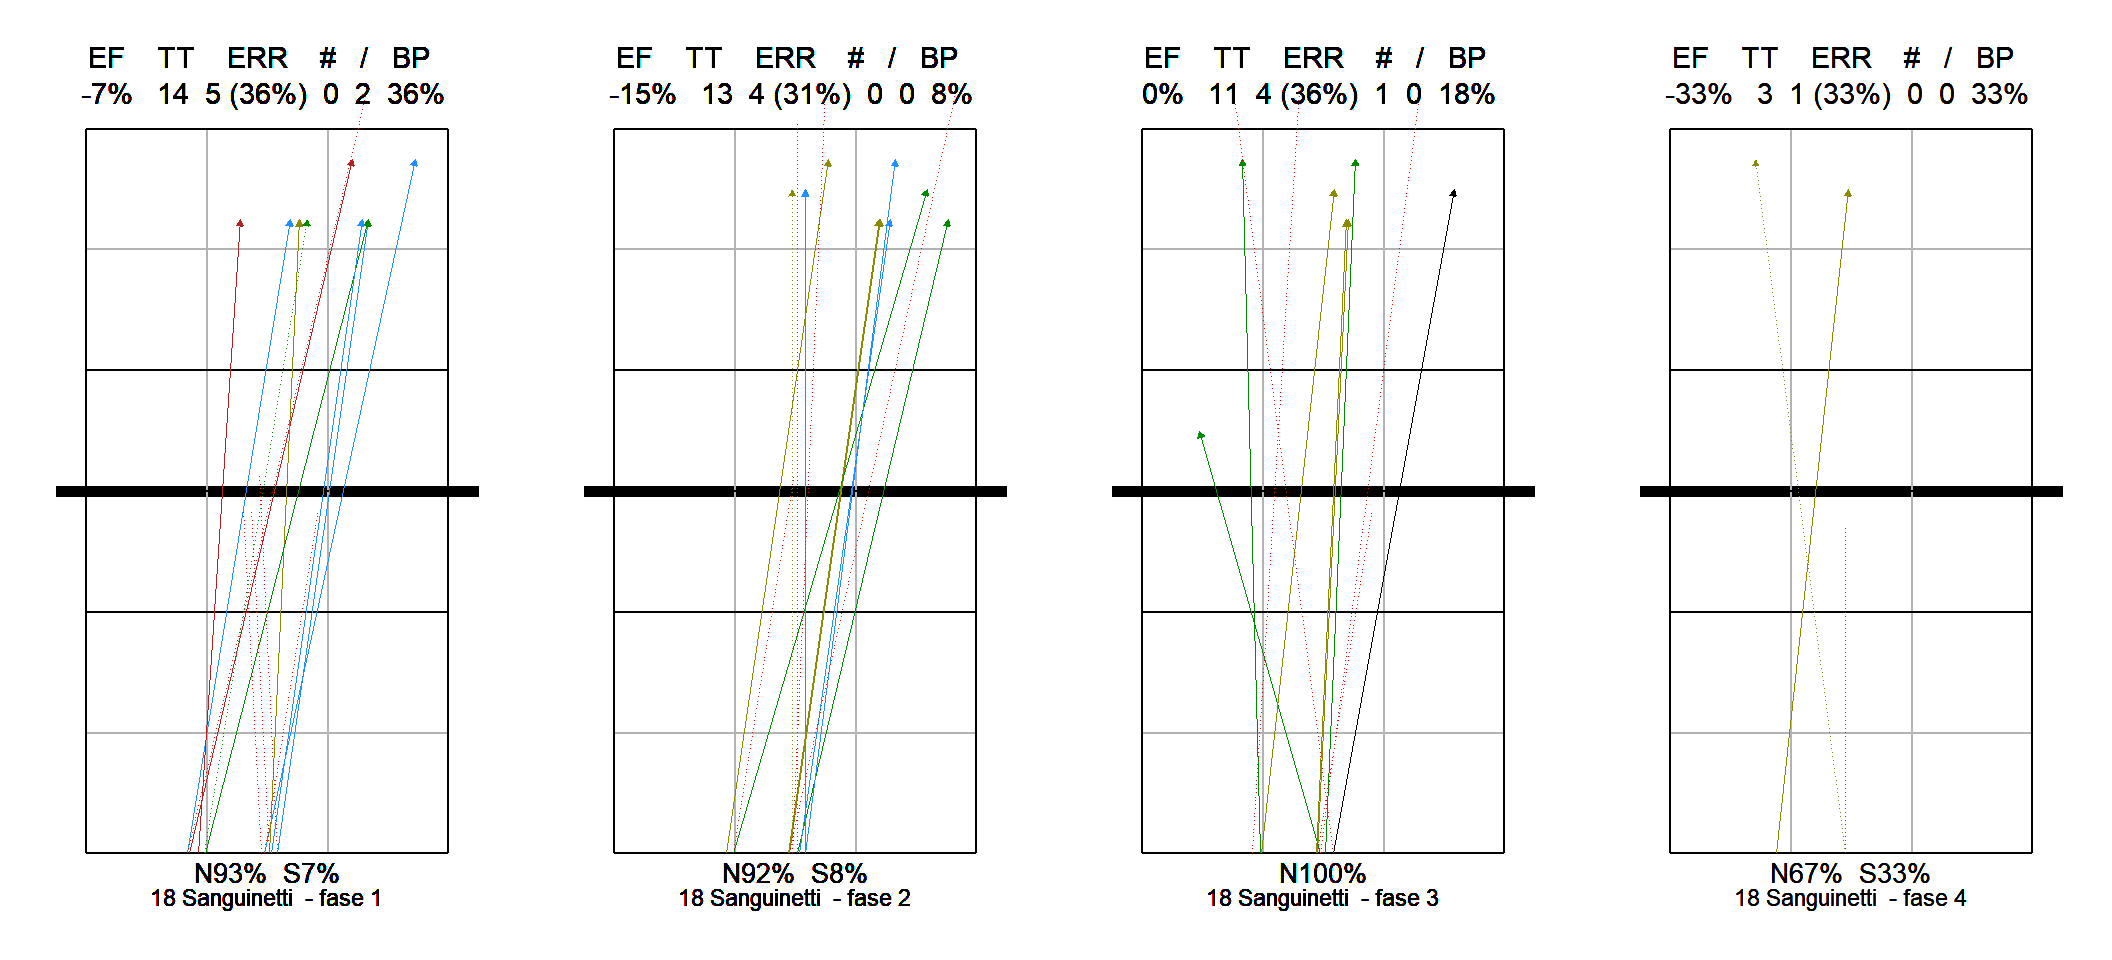 EF TT ERR # / BP
-7% 14 5 (36%) 0 2 36%
N93% S7%
18 Sanguinetti - fase 1
EF TT ERR # / BP
-15% 13 4 (31%) 0 0 8%
N92% S8%
18 Sanguinetti - fase 2
EF TT ERR # / BP
0% 11 4 (36%) 1 0 18%
N100%
18 Sanguinetti - fase 3
EF TT ERR # / BP
-33% 3 1 (33%) 0 0 33%
N67% S33%
18 Sanguinetti - fase 4